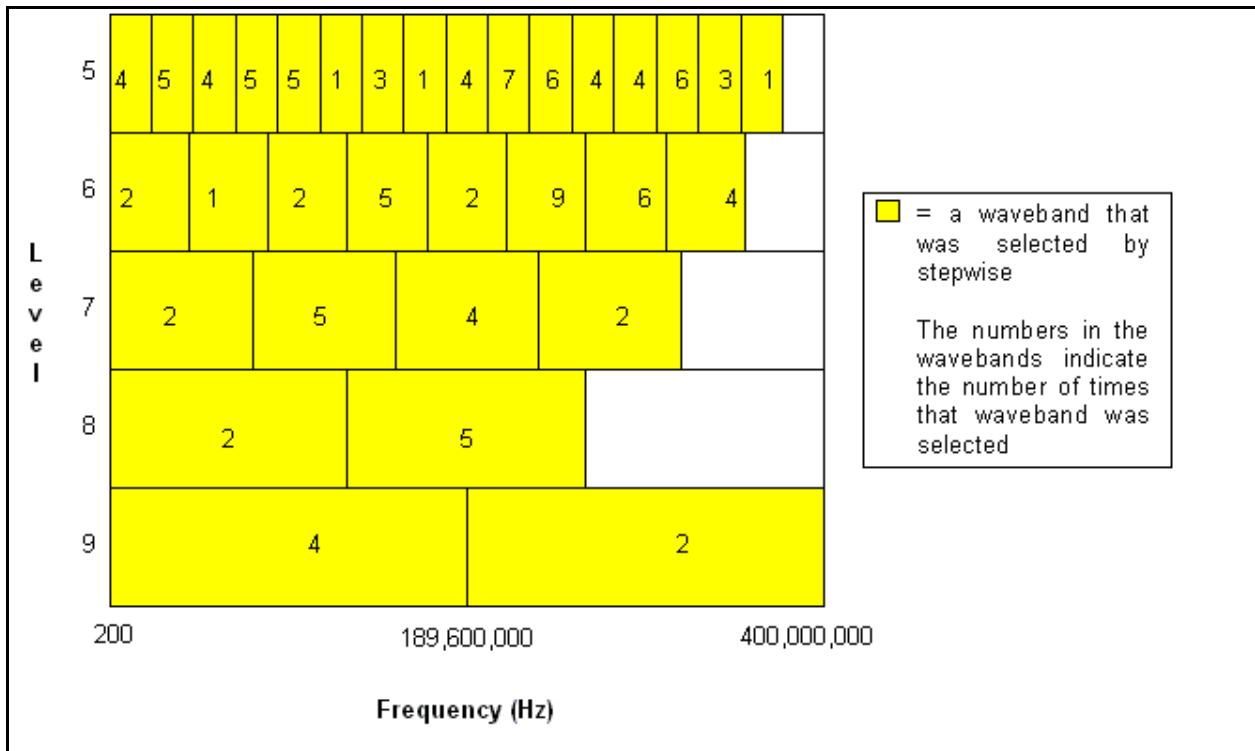 5 4 5 4 5 5 1 3 1 4 7 6 4 4 6 3 1
6 2 1 2 5 2 9 6 4
7 2 5 4 2
8 2 5
9 4 2
Level
200 189,600,000 400,000,000
Frequency (Hz)
= a waveband that
was selected by
stepwise
The numbers in the
wavebands indicate
the number of times
that waveband was
selected